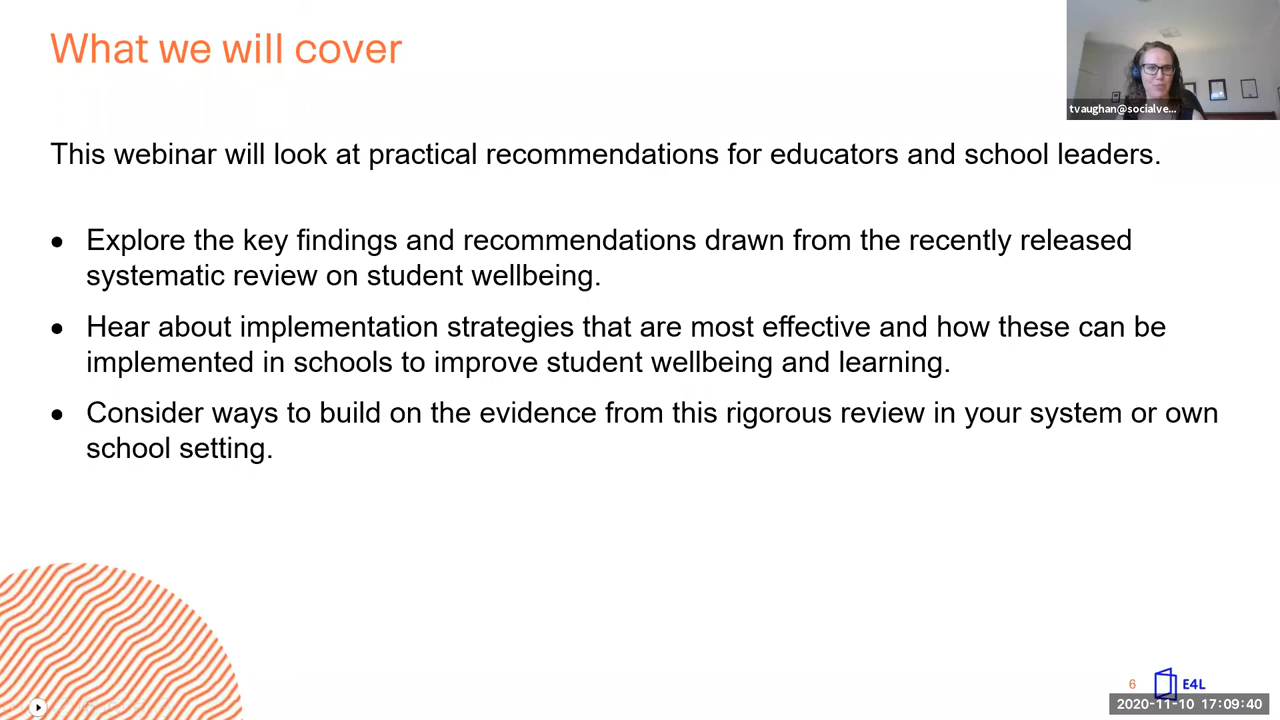 What we will cover
tvaughan@socialve...
This webinar will look at practical recommendations for educators and school leaders.
• Explore the key findings and recommendations drawn from the recently released
systematic review on student wellbeing.
• Hear about implementation strategies that are most effective and how these can be
implemented in schools to improve student wellbeing and learning.
• Consider ways to build on the evidence from this rigorous review in your system or own
school setting.
6
E4L
2020-11-10 17:09:40